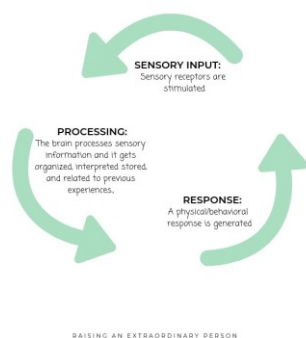 SENSORY INPUT:
Sensory receptors are
stimulated
PROCESSING:
The brain processes sensory
information and it gets
organized, interpreted stored,
and related to previous
experiences,
RESPONSE:
A physical/behavioral
response is generated
RAISING AN EXTRAORDINARY PERSON